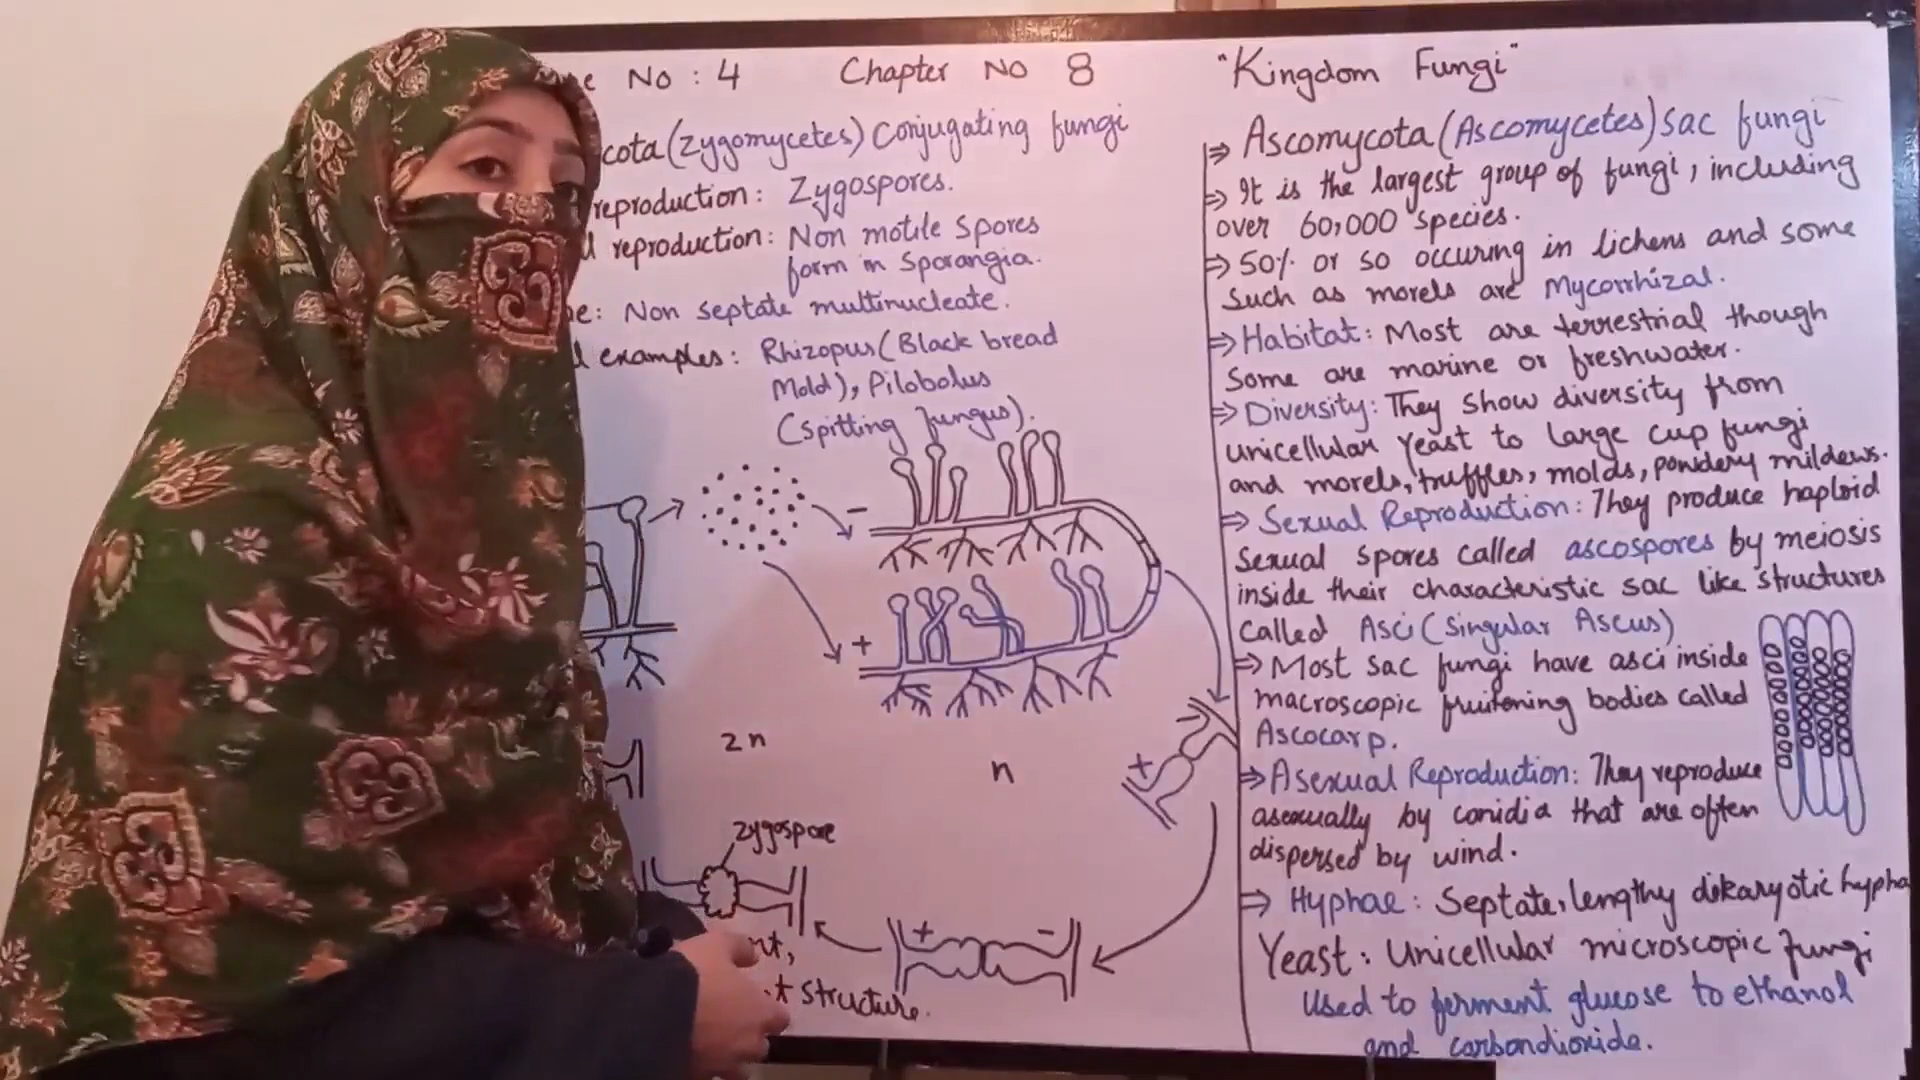 No : 4 Chapter No 8 "Kingdom Fungi"
cota (Zygomycetes) Conjugating fungi
reproduction: Zygospores.
reproduction: Non motile spores
form in sporangia.
Non septate multinucleate.
examples: Rhizopus (Black bread
Mold), Pilobolus
(spitting fungus).
-
+
2n
n
zygospore
+
-
+
-
structure.
⇒ Ascomycota (Ascomycetes) sac fungi
⇒ It is the largest group of fungi, including
over 60,000 species.
⇒ 50% or so occuring in lichens and some
such as morels are Mycorrhizal.
⇒ Habitat: Most are terrestrial though
Some are marine or freshwater.
⇒ Diversity: They show diversity from
unicellular yeast to large cup fungi
and morels, truffles, molds, powdery mildews.
⇒ Sexual Reproduction: They produce haploid
sexual spores called ascospores by meiosis
inside their characteristic sac like structures
called Asci (Singular Ascus)
⇒ Most sac fungi have asci inside
macroscopic bodies called
Ascocarp.
⇒ Asexual Reproduction: They reproduce
asexually by conidia that are often
dispersed by wind.
⇒ Hyphae: Septate, lengthy dikaryotic hypha
Yeast: Unicellular microscopic fungi
Used to ferment glucose to ethanol
and carbondioxide.